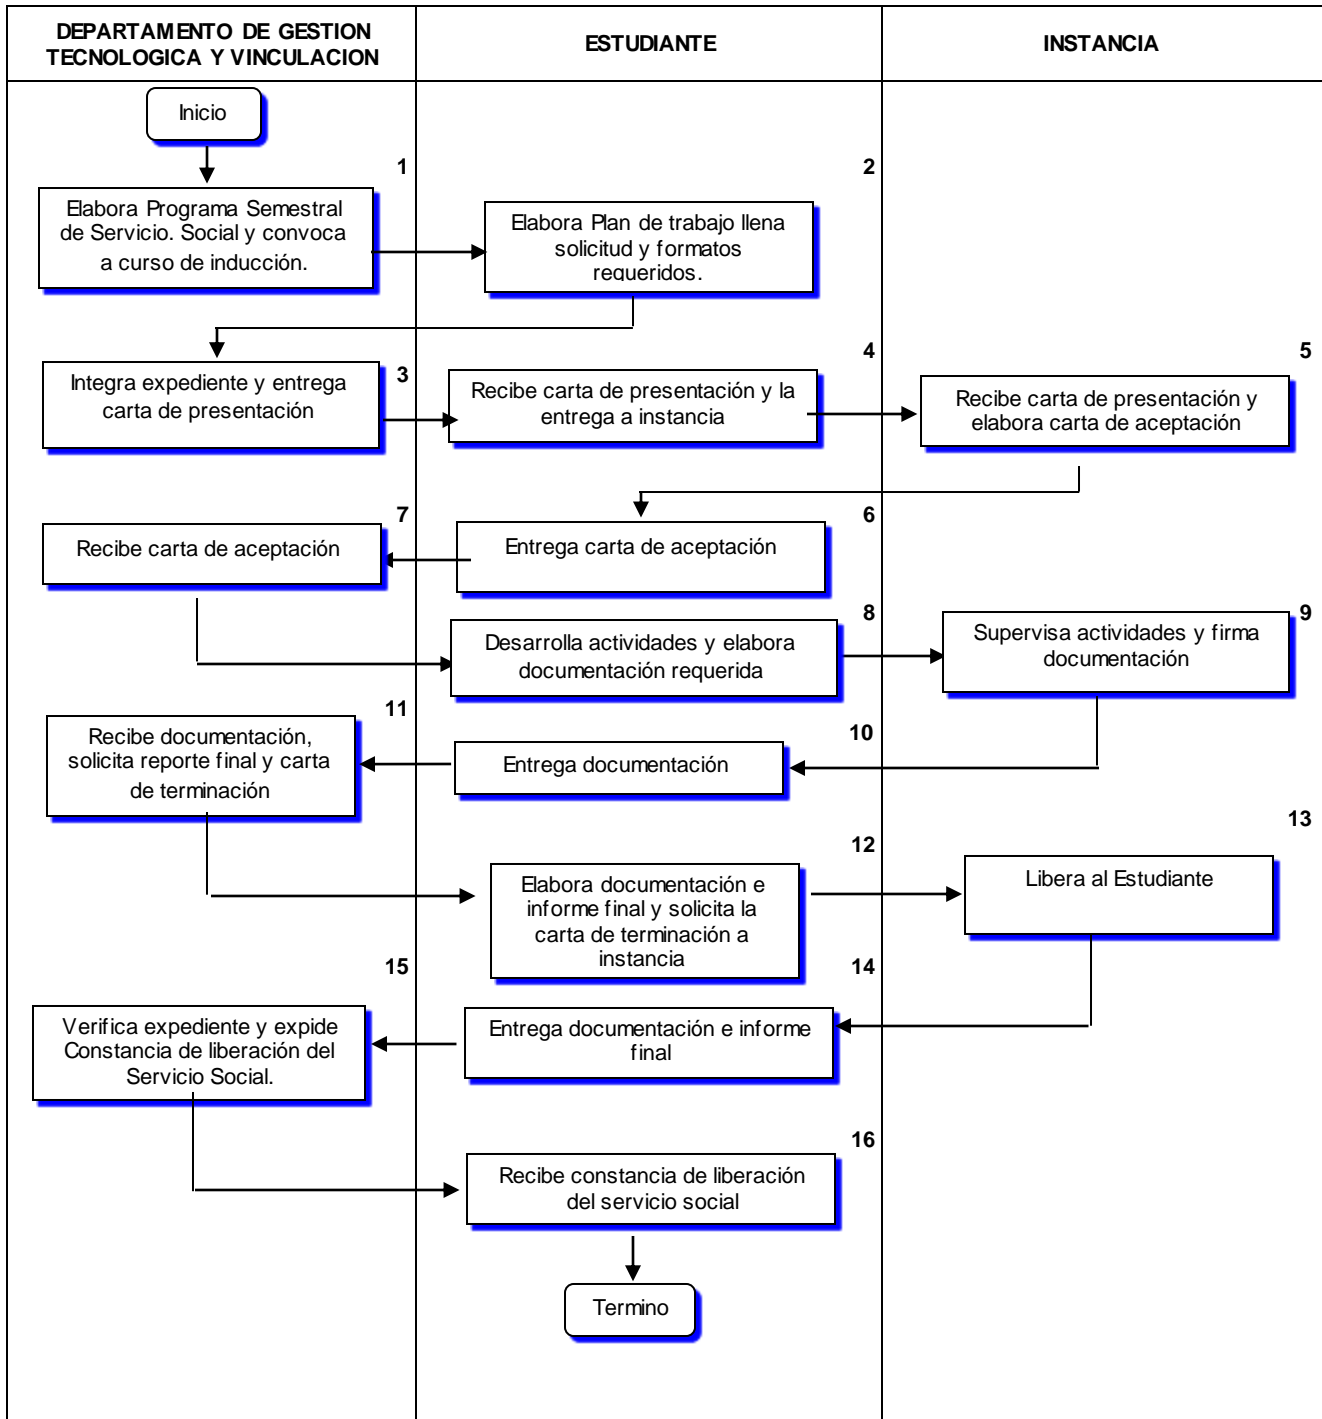 DEPARTAMENTO DE GESTION
TECNOLOGICA Y VINCULACION
ESTUDIANTE
INSTANCIA
Inicio
1
Elabora Programa Semestral
de Servicio. Social y convoca
a curso de inducción.
2
Elabora Plan de trabajo llena
solicitud y formatos
requeridos.
3
Integra expediente y entrega
carta de presentación
4
Recibe carta de presentación y la
entrega a instancia
5
Recibe carta de presentación y
elabora carta de aceptación
6
Entrega carta de aceptación
7
Recibe carta de aceptación
8
Desarrolla actividades y elabora
documentación requerida
9
Supervisa actividades y firma
documentación
10
Entrega documentación
11
Recibe documentación,
solicita reporte final y carta
de terminación
12
Elabora documentación e
informe final y solicita la
carta de terminación a
instancia
13
Libera al Estudiante
14
Entrega documentación e informe
final
15
Verifica expediente y expide
Constancia de liberación del
Servicio Social.
16
Recibe constancia de liberación
del servicio social
Termino